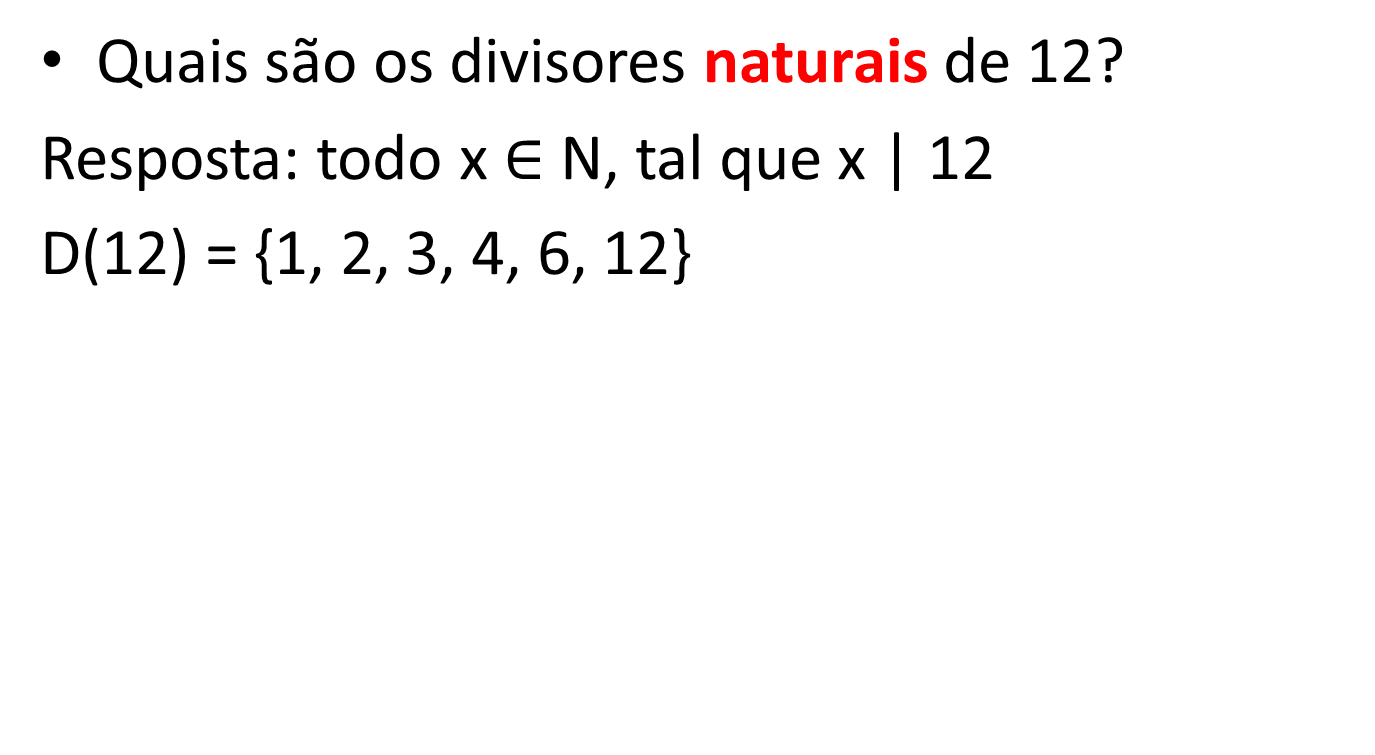 • Quais são os divisores naturais de 12?
Resposta: todo x ∈ N, tal que x | 12
D(12) = {1, 2, 3, 4, 6, 12}